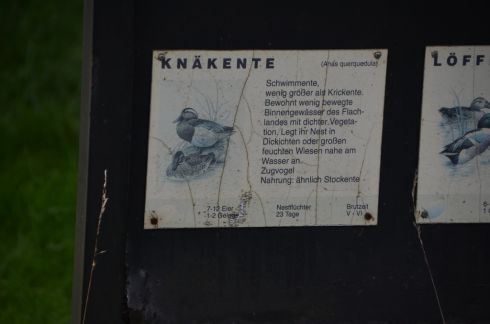 KNÄKENTE
(Anas querquedula)
Schwimmente,
wenig größer als Krickente.
Bewohnt wenig bewegte
Binnengewässer des Flach-
landes mit dichter Vegeta-
tion. Legt ihr Nest in
Dickichten oder großen
feuchten Wiesen nahe am
Wasser an.
Zugvogel
Nahrung: ähnlich Stockente
7-12 Eier Nestflüchter Brutzeit
1-2 Gelege 23 Tage V - VI
LÖFF